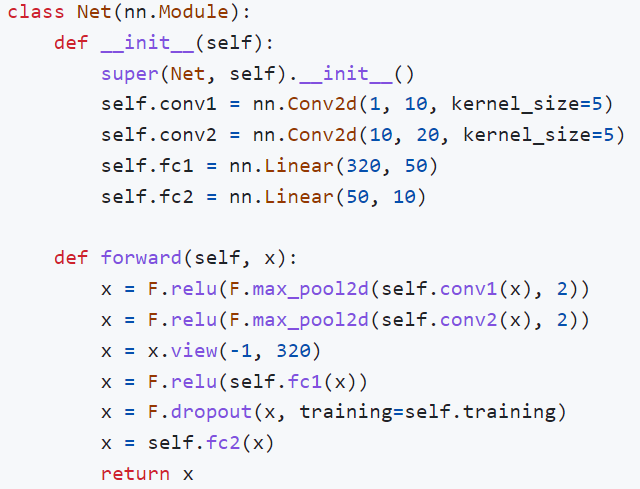 class Net(nn.Module):
    def __init__(self):
        super(Net, self).__init__()
        self.conv1 = nn.Conv2d(1, 10, kernel_size=5)
        self.conv2 = nn.Conv2d(10, 20, kernel_size=5)
        self.fc1 = nn.Linear(320, 50)
        self.fc2 = nn.Linear(50, 10)

    def forward(self, x):
        x = F.relu(F.max_pool2d(self.conv1(x), 2))
        x = F.relu(F.max_pool2d(self.conv2(x), 2))
        x = x.view(-1, 320)
        x = F.relu(self.fc1(x))
        x = F.dropout(x, training=self.training)
        x = self.fc2(x)
        return x